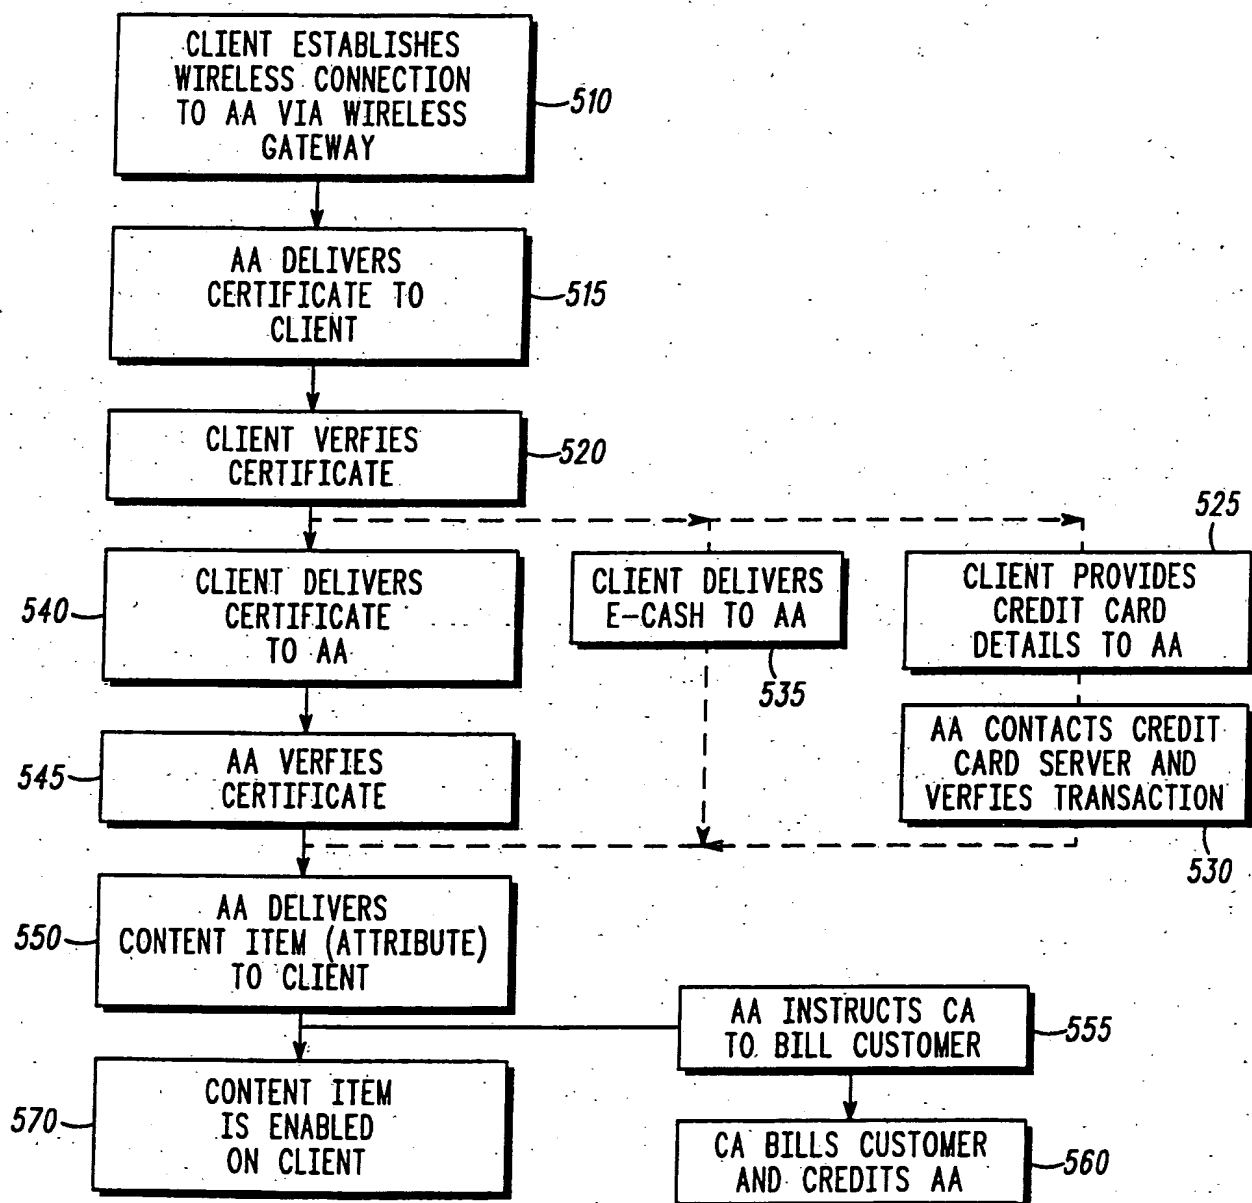 CLIENT ESTABLISHES
WIRELESS CONNECTION
TO AA VIA WIRELESS
GATEWAY
510
AA DELIVERS
CERTIFICATE TO
CLIENT
515
CLIENT VERFIES
CERTIFICATE
520
525
540
CLIENT DELIVERS
CERTIFICATE
TO AA
CLIENT DELIVERS
E-CASH TO AA
535
CLIENT PROVIDES
CREDIT CARD
DETAILS TO AA
545
AA VERFIES
CERTIFICATE
AA CONTACTS CREDIT
CARD SERVER AND
VERFIES TRANSACTION
530
550
AA DELIVERS
CONTENT ITEM (ATTRIBUTE)
TO CLIENT
AA INSTRUCTS CA
TO BILL CUSTOMER
555
570
CONTENT ITEM
IS ENABLED
ON CLIENT
CA BILLS CUSTOMER
AND CREDITS AA
560